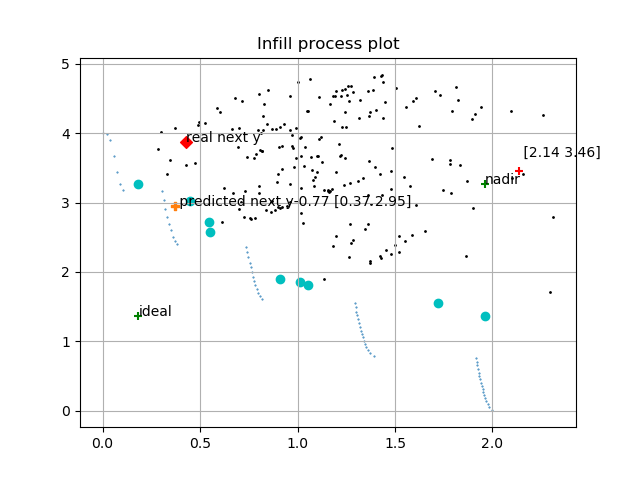 Infill process plot
5
4
3
2
1
0
real next y
[2.14 3.46]
nadir
predicted next y-0.77 [0.37 2.95]
ideal
0.0 0.5 1.0 1.5 2.0